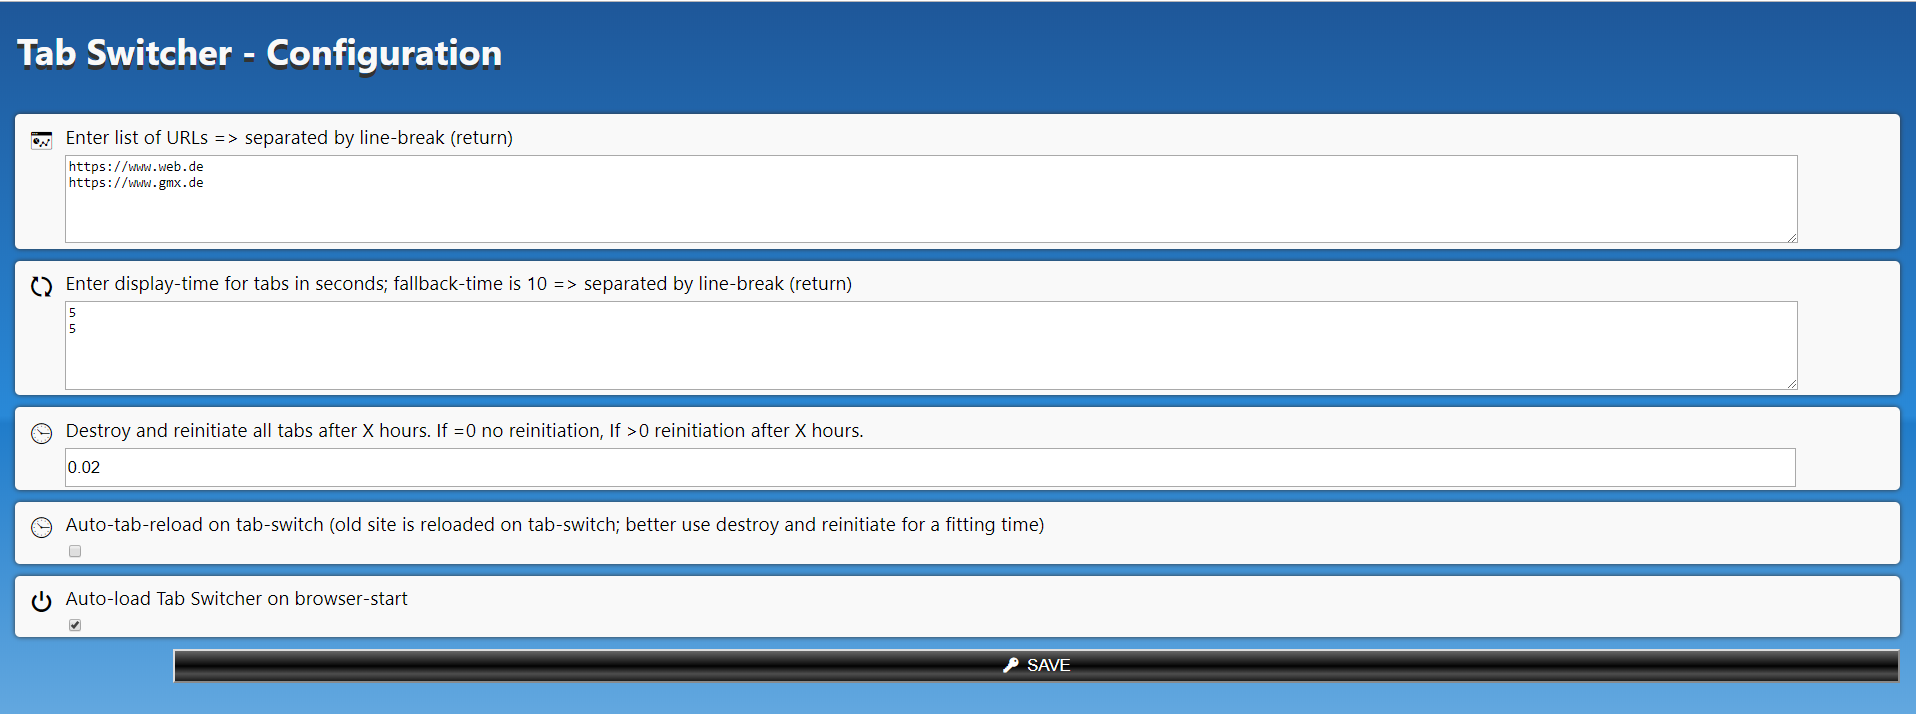 Tab Switcher - Configuration
Enter list of URLs => separated by line-break (return)
https://www.web.de
https://www.gmx.de
Enter display-time for tabs in seconds; fallback-time is 10 => separated by line-break (return)
5
5
Destroy and reinitiate all tabs after X hours. If =0 no reinitiation, If >0 reinitiation after X hours.
0.02
Auto-tab-reload on tab-switch (old site is reloaded on tab-switch; better use destroy and reinitiate for a fitting time)
Auto-load Tab Switcher on browser-start
SAVE